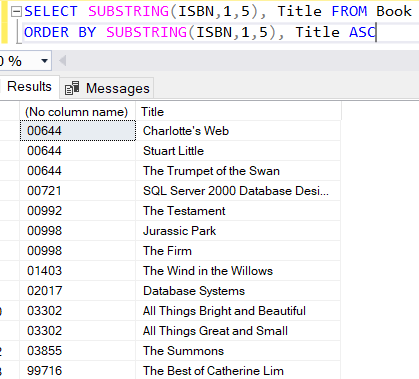 SELECT SUBSTRING(ISBN,1,5), Title FROM Book
ORDER BY SUBSTRING(ISBN,1,5), Title ASC
0 %
Results Messages
(No column name) Title
00644 Charlotte's Web
00644 Stuart Little
00644 The Trumpet of the Swan
00721 SQL Server 2000 Database Desi...
00992 The Testament
00998 Jurassic Park
00998 The Firm
01403 The Wind in the Willows
02017 Database Systems
03302 All Things Bright and Beautiful
03302 All Things Great and Small
03855 The Summons
99716 The Best of Catherine Lim